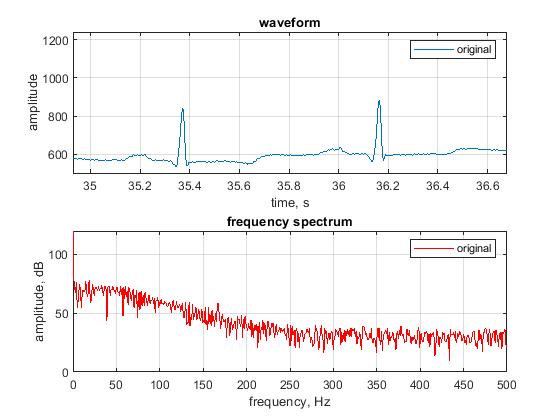 waveform
1200
1000
800
600
amplitude
original
35 35.2 35.4 35.6 35.8 36 36.2 36.4 36.6
time, s
frequency spectrum
100
50
0
amplitude, dB
original
0 50 100 150 200 250 300 350 400 450 500
frequency, Hz